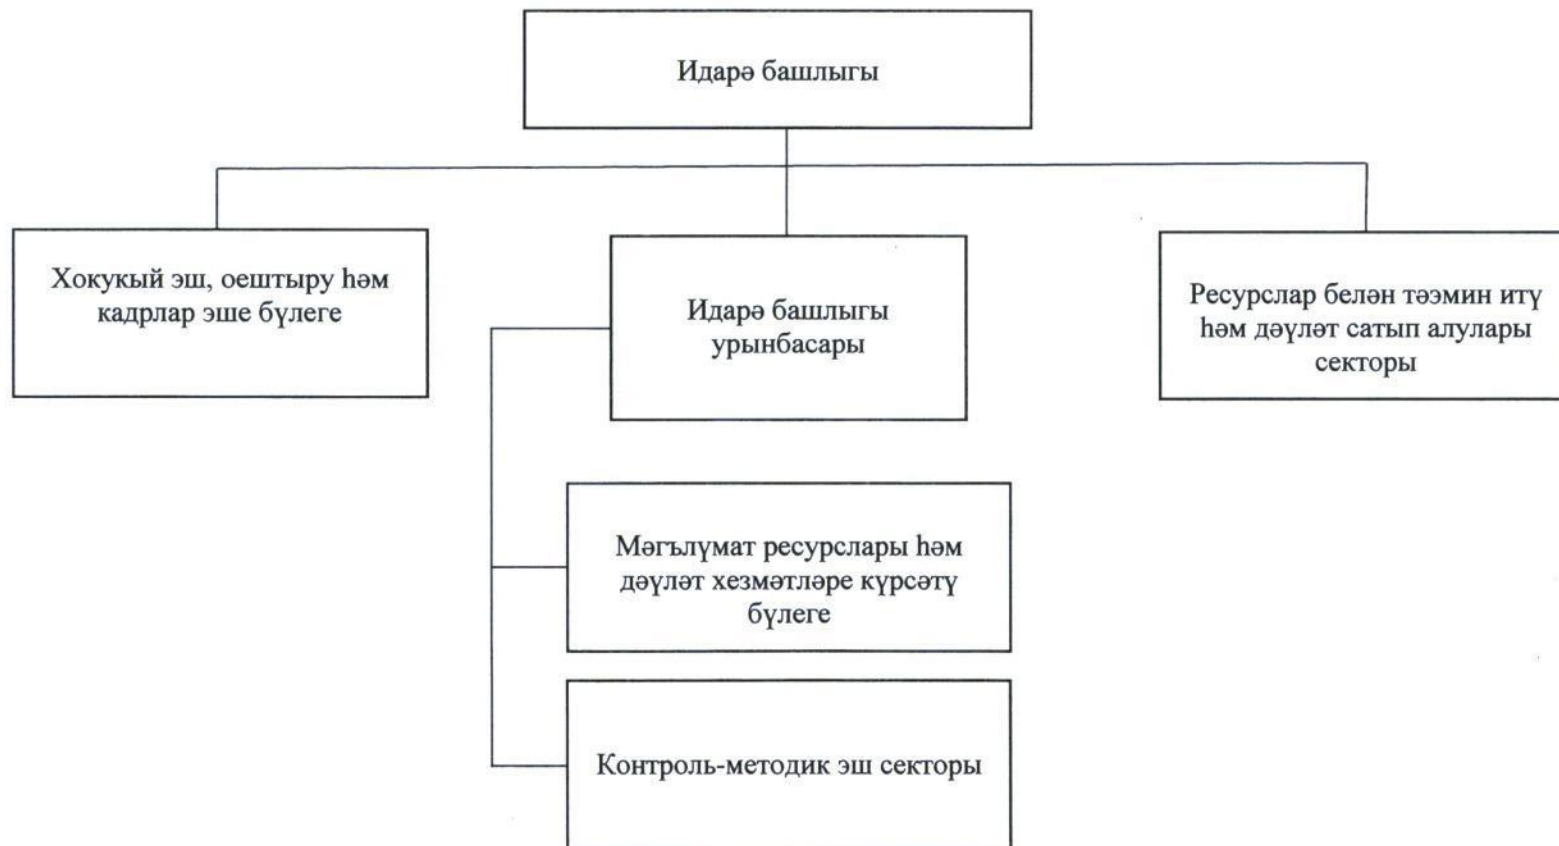 Идарә башлыгы
Хокукый эш, оештыру һәм
кадрлар эше бүлеге
Идарә башлыгы
урынбасары
Ресурслар белән тәэмин итү
һәм дәүләт сатып алулары
секторы
Мәгълүмат ресурслары һәм
дәүләт хезмәтләре күрсәтү
бүлеге
Контроль-методик эш секторы